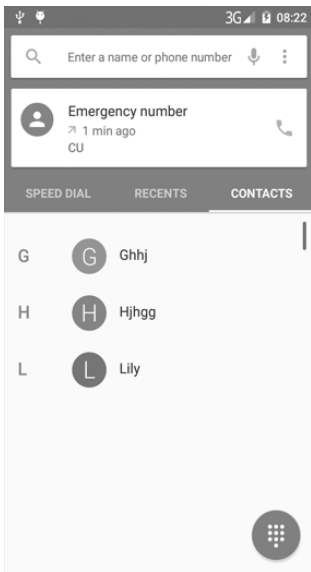 3G 08:22
Enter a name or phone number
Emergency number
1 min ago
CU
SPEED DIAL RECENTS CONTACTS
G G Ghhj
H H Hjhgg
L L Lily